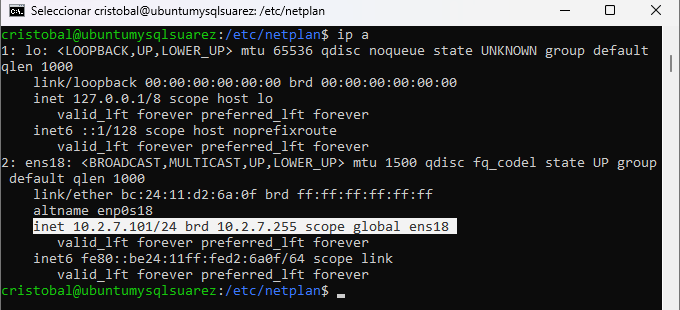 Seleccionar cristobal@ubuntumysqlsuarez: /etc/netplan
cristobal@ubuntumysqlsuarez:/etc/netplan$ ip a
1: lo: <LOOPBACK,UP,LOWER_UP> mtu 65536 qdisc noqueue state UNKNOWN group default
qlen 1000
    link/loopback 00:00:00:00:00:00 brd 00:00:00:00:00:00
    inet 127.0.0.1/8 scope host lo
       valid_lft forever preferred_lft forever
    inet6 ::1/128 scope host noprefixroute
       valid_lft forever preferred_lft forever
2: ens18: <BROADCAST,MULTICAST,UP,LOWER_UP> mtu 1500 qdisc fq_codel state UP group
 default qlen 1000
    link/ether bc:24:11:d2:6a:0f brd ff:ff:ff:ff:ff:ff
    altname enp0s18
    inet 10.2.7.101/24 brd 10.2.7.255 scope global ens18
       valid_lft forever preferred_lft forever
    inet6 fe80::be24:11ff:fed2:6a0f/64 scope link
       valid_lft forever preferred_lft forever
cristobal@ubuntumysqlsuarez:/etc/netplan$